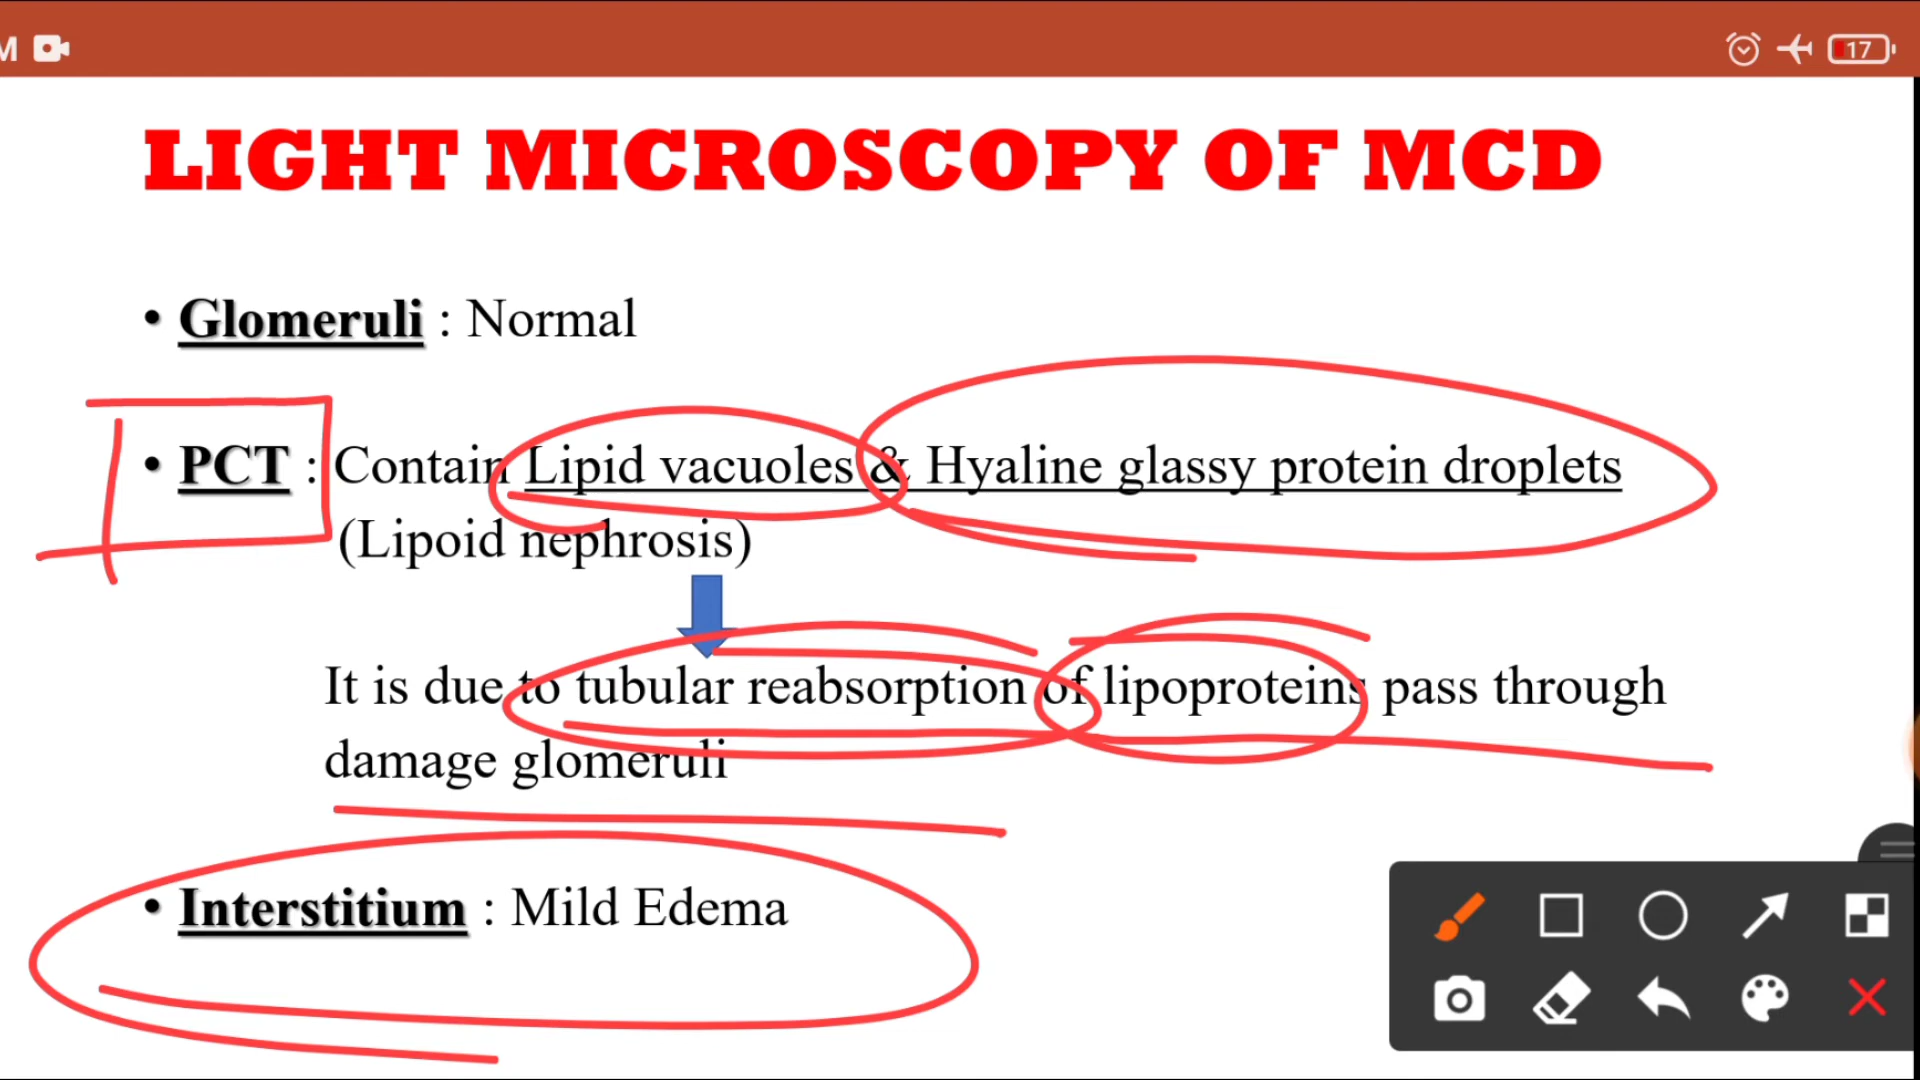 M
17
LIGHT MICROSCOPY OF MCD
• Glomeruli : Normal
• PCT : Contain Lipid vacuoles & Hyaline glassy protein droplets
(Lipoid nephrosis)
It is due to tubular reabsorption of lipoproteins pass through
damage glomeruli
• Interstitium : Mild Edema